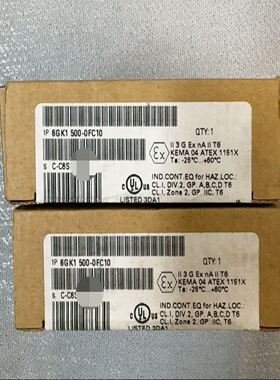 1P 6GK1 500-0FC10
QTY:1
II 3 G Ex nA II T6
KEMA 04 ATEX 1151X
Ta: -25°C...+60°C
S C-C6S
IND.CONT.EQ for HAZ.LOC.:
CL.I, DIV.2, GP. A,B,C,D T6
CL.I, Zone 2, GP. IIC, T6
LISTED 3DA1
1P 6GK1 500-0FC10
QTY:1
II 3 G Ex nA II T6
KEMA 04 ATEX 1151X
Ta: -25°C...+60°C
S C-C6S
IND.CONT.EQ for HAZ.LOC.:
CL.I, DIV.2, GP. A,B,C,D T6
CL.I, Zone 2, GP. IIC, T6
LISTED 3DA1